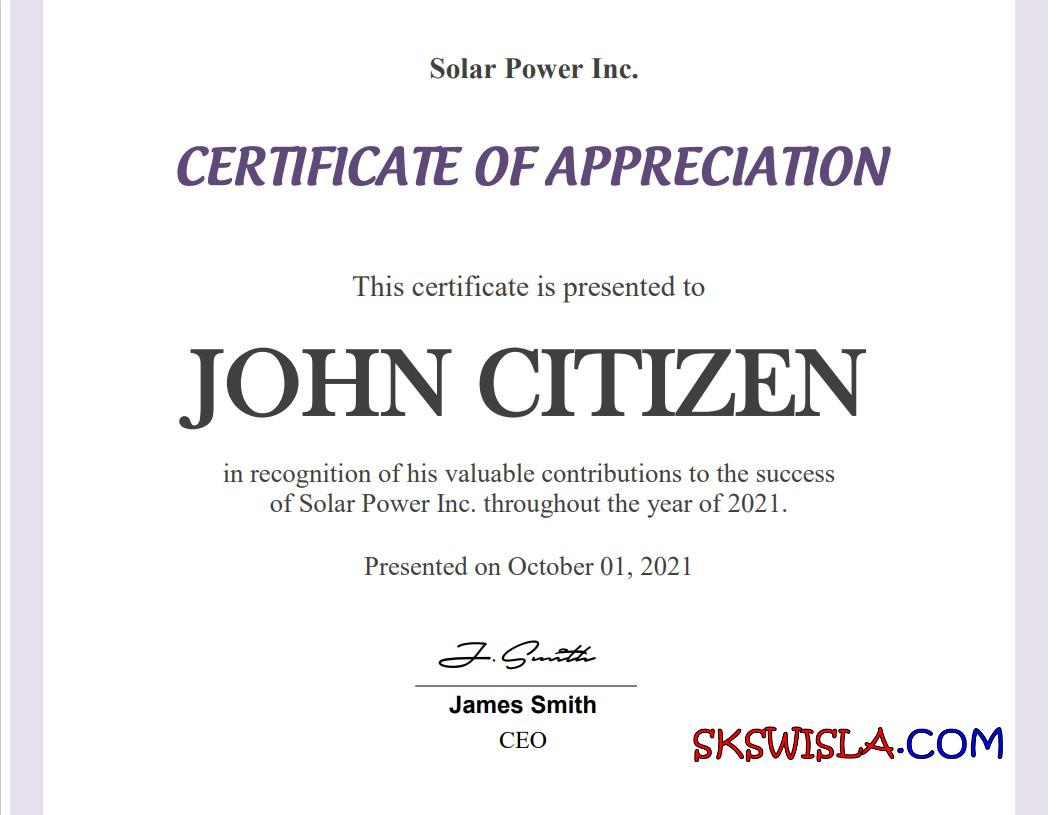 Solar Power Inc.
CERTIFICATE OF APPRECIATION
This certificate is presented to
JOHN CITIZEN
in recognition of his valuable contributions to the success
of Solar Power Inc. throughout the year of 2021.
Presented on October 01, 2021
J. Smith
James Smith
CEO
SKSWISLA.COM